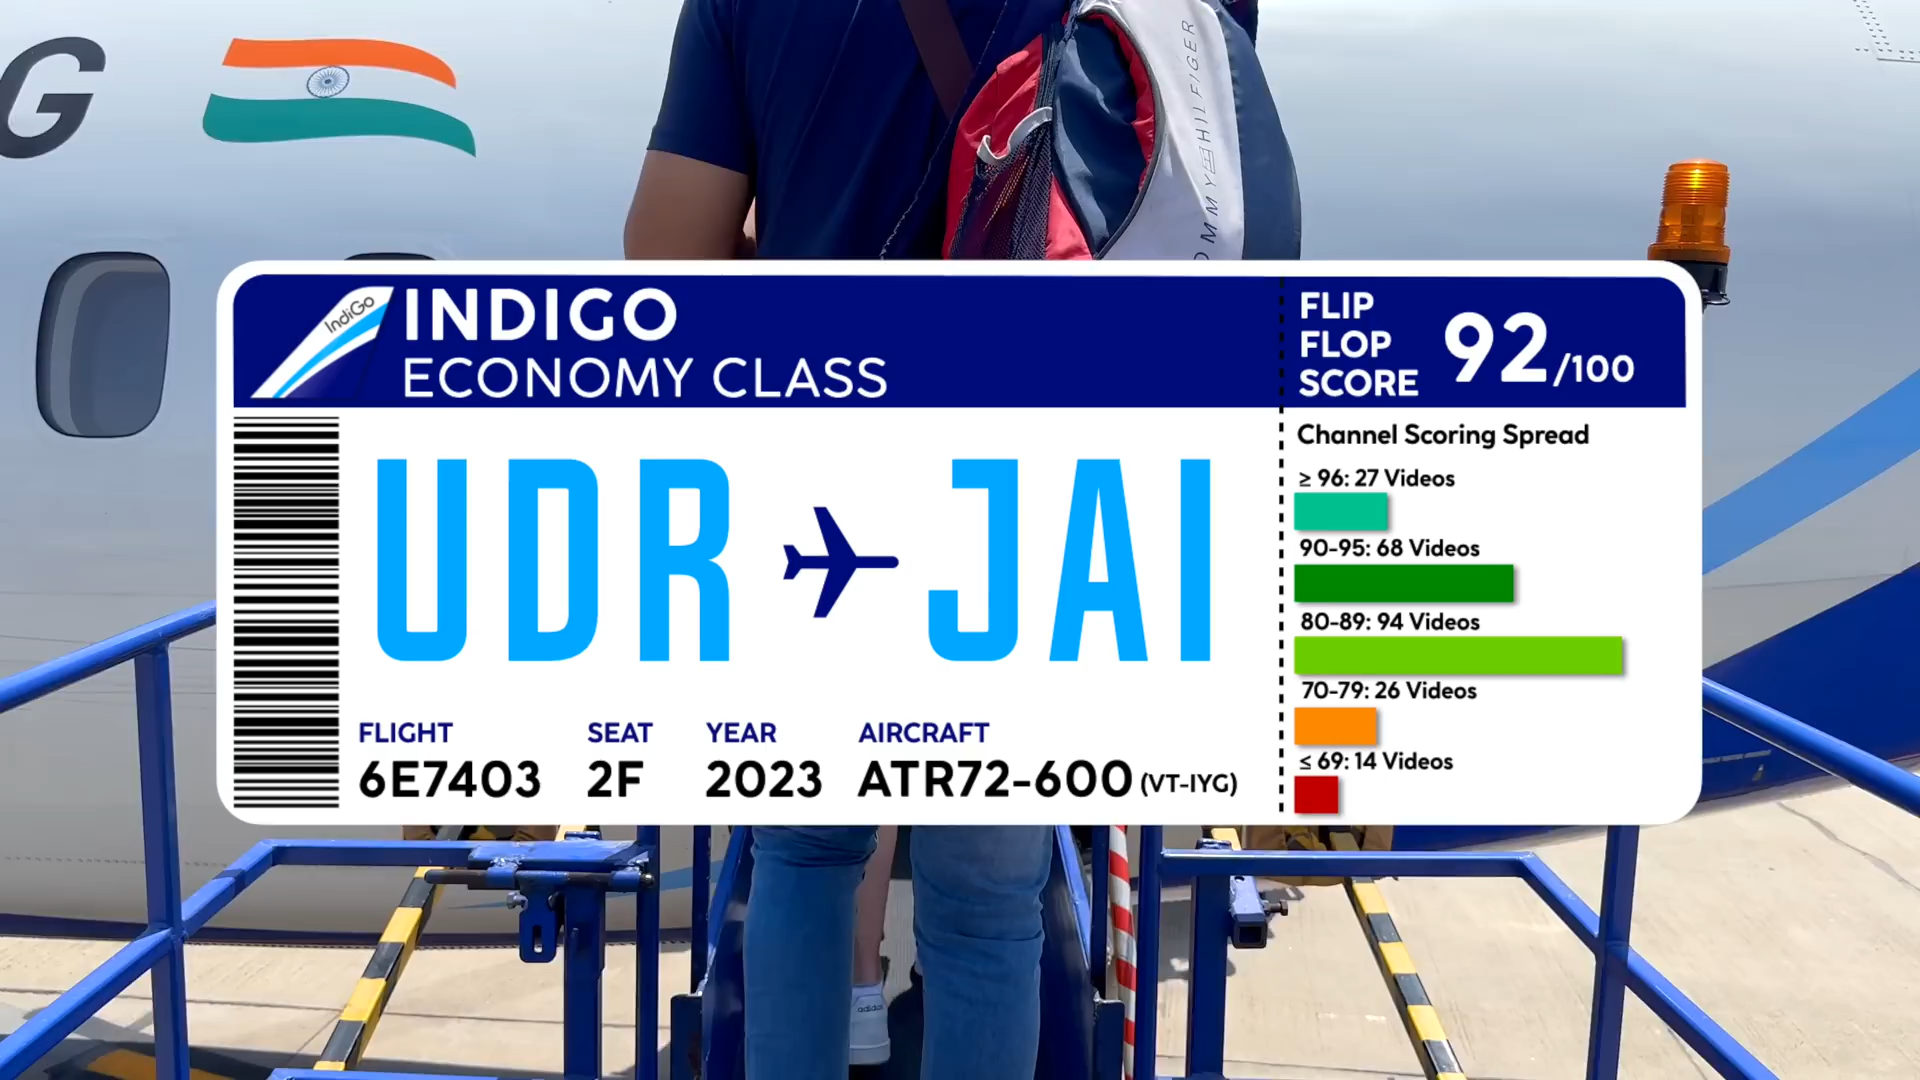 G
OMMY HILFIGER
IndiGo
INDIGO
ECONOMY CLASS
UDR JAI
FLIGHT SEAT YEAR AIRCRAFT
6E7403 2F 2023 ATR72-600 (VT-IYG)
FLIP
FLOP
SCORE
92/100
Channel Scoring Spread
≥ 96: 27 Videos
90-95: 68 Videos
80-89: 94 Videos
70-79: 26 Videos
≤ 69: 14 Videos
adidas